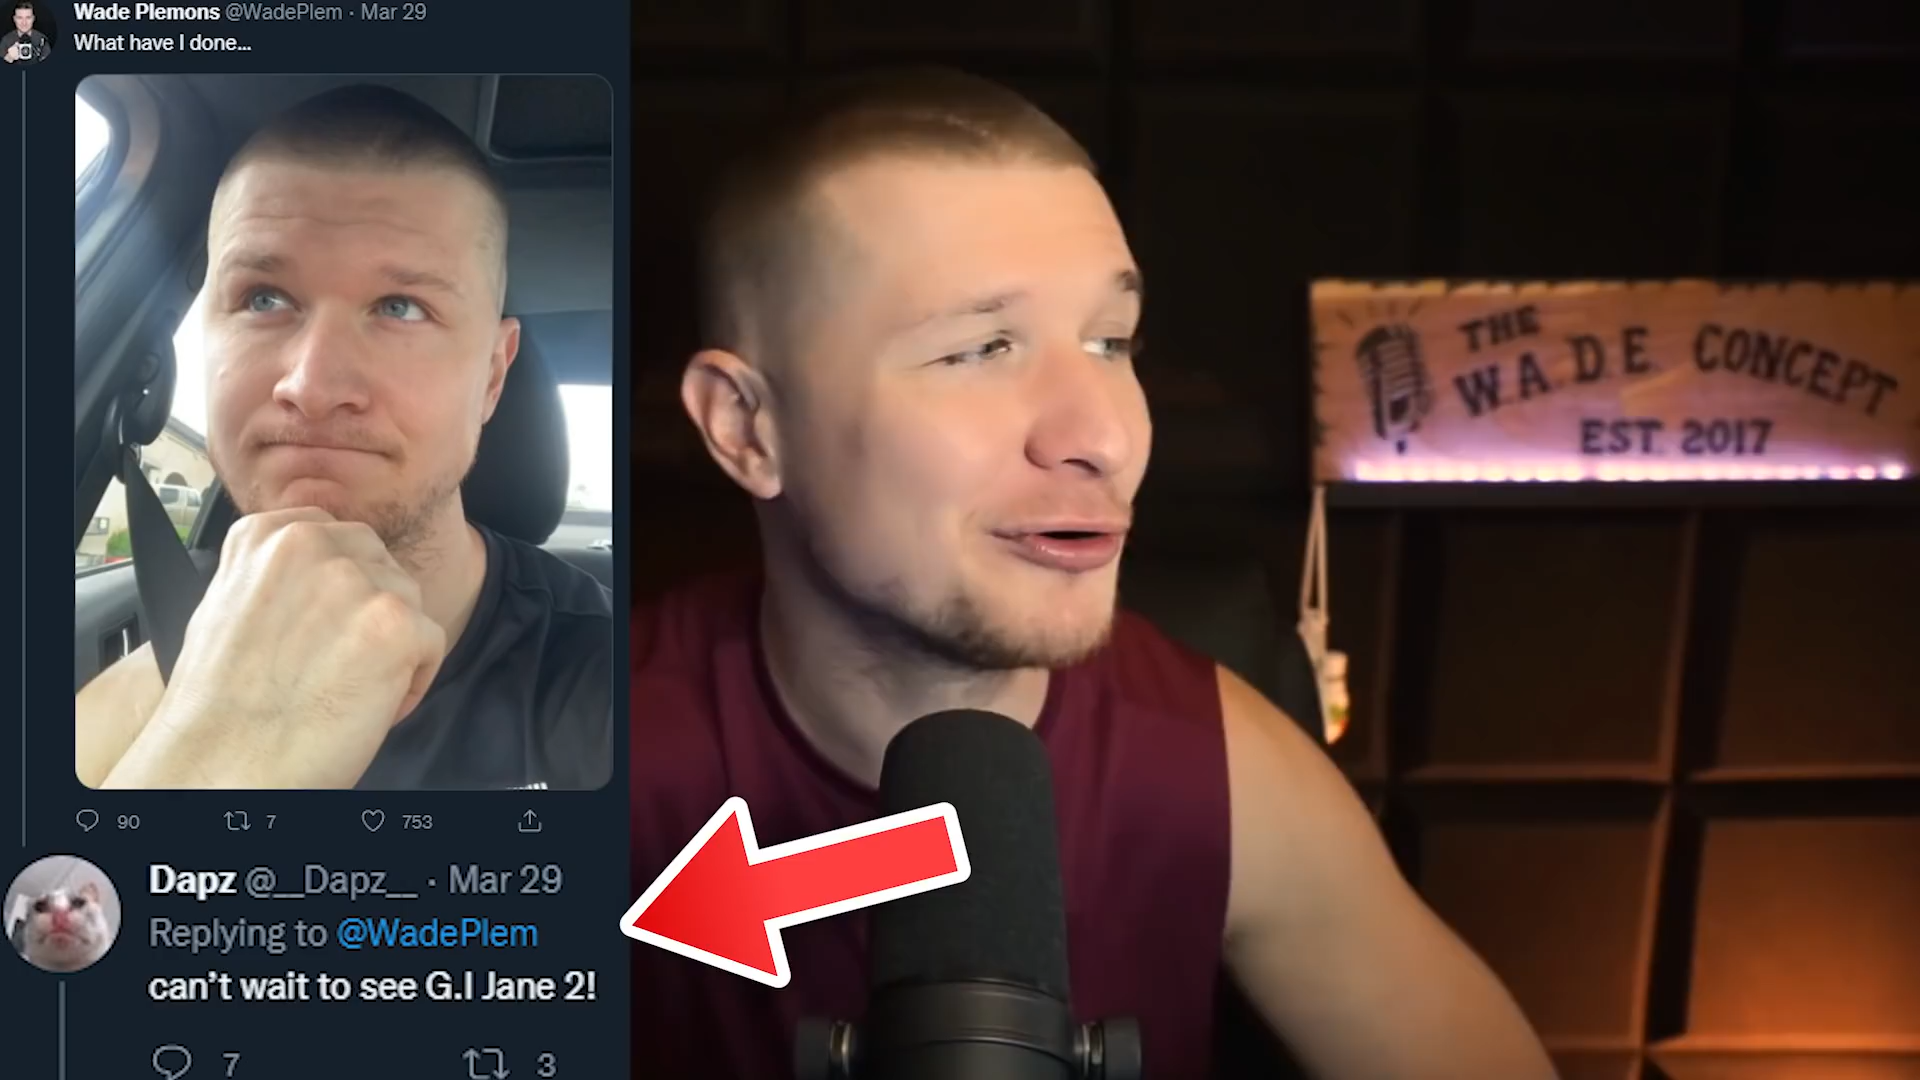 Wade Plemons @WadePlem · Mar 29
What have I done...
90 7 753
Dapz @__Dapz__ · Mar 29
Replying to @WadePlem
can't wait to see G.I Jane 2!
7 3
THE
W.A.D.E. CONCEPT
EST. 2017